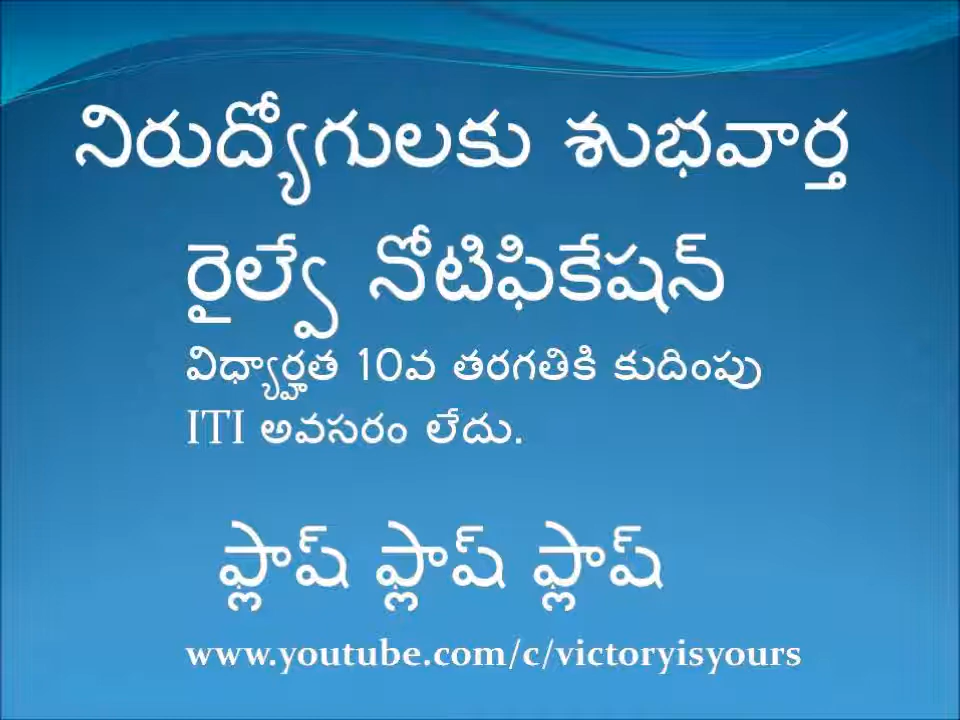 నిరుద్యోగులకు శుభవార్త
రైల్వే నోటిఫికేషన్
విధ్యార్హత 10వ తరగతికి కుదింపు
ITI అవసరం లేదు.
ఫ్లాష్ ఫ్లాష్ ఫ్లాష్
www.youtube.com/c/victoryisyours